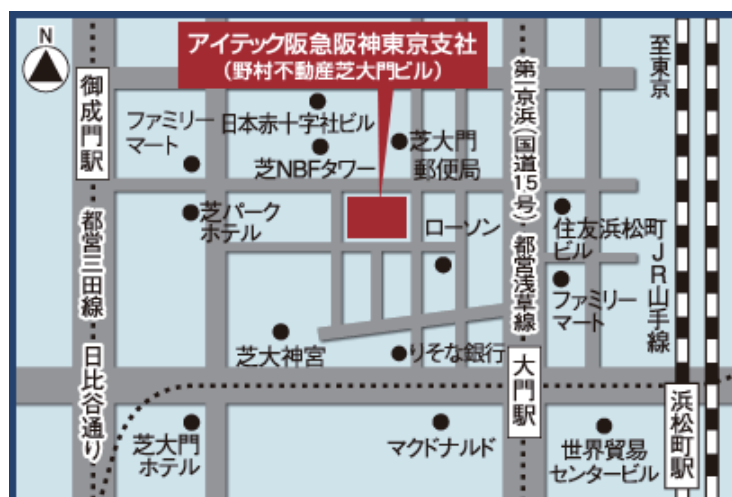 アイテック阪急阪神東京支社
（野村不動産芝大門ビル）
N
御成門駅
ファミリー
マート
日本赤十字社ビル
芝NBFタワー
芝大門
郵便局
第一京浜（国道15号）
至東京
芝パーク
ホテル
ローソン
住友浜松町
ビル
都営三田線
都営浅草線
JR山手線
ファミリー
マート
芝大神宮
りそな銀行
日比谷通り
大門駅
浜松町駅
芝大門
ホテル
マクドナルド
世界貿易
センタービル